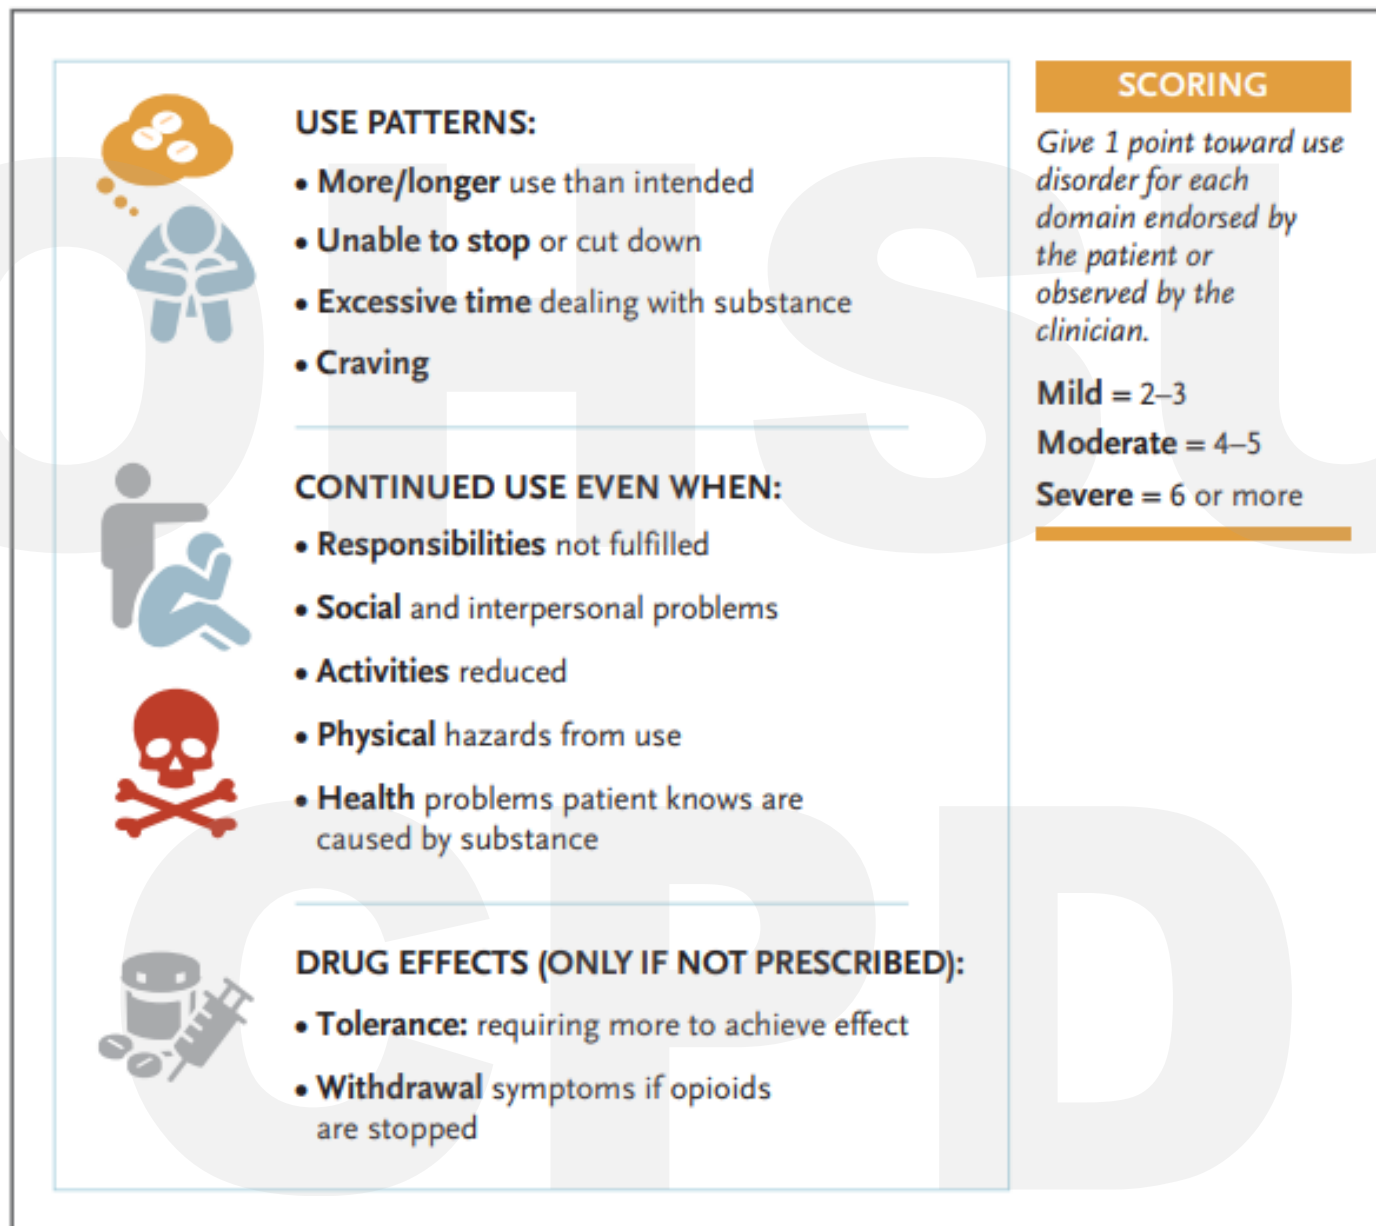 USE PATTERNS:
• More/longer use than intended
• Unable to stop or cut down
• Excessive time dealing with substance
• Craving
CONTINUED USE EVEN WHEN:
• Responsibilities not fulfilled
• Social and interpersonal problems
• Activities reduced
• Physical hazards from use
• Health problems patient knows are
caused by substance
DRUG EFFECTS (ONLY IF NOT PRESCRIBED):
• Tolerance: requiring more to achieve effect
• Withdrawal symptoms if opioids
are stopped
SCORING
Give 1 point toward use
disorder for each
domain endorsed by
the patient or
observed by the
clinician.
Mild = 2–3
Moderate = 4–5
Severe = 6 or more
OHSU
CPD